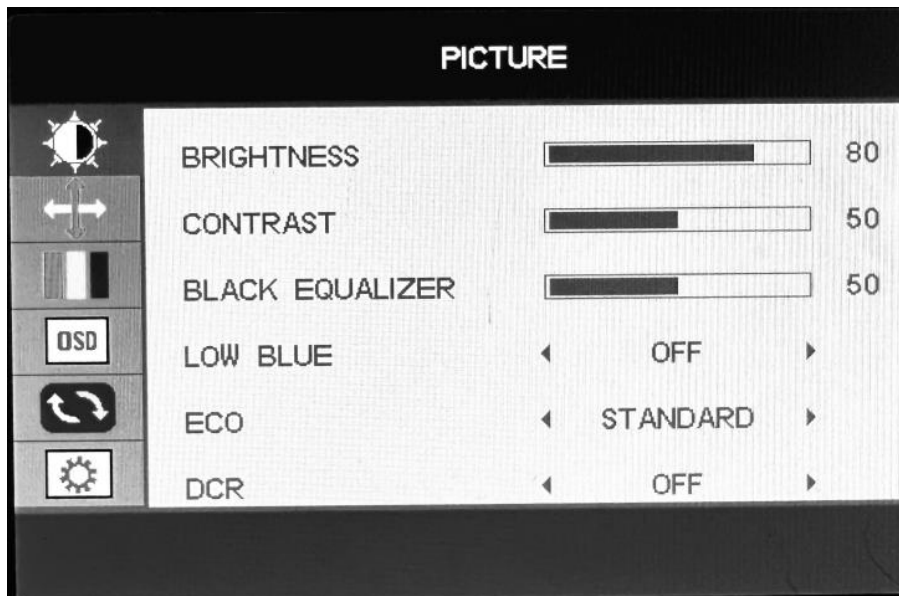 PICTURE
BRIGHTNESS 80
CONTRAST 50
BLACK EQUALIZER 50
OSD
LOW BLUE OFF
ECO STANDARD
DCR OFF